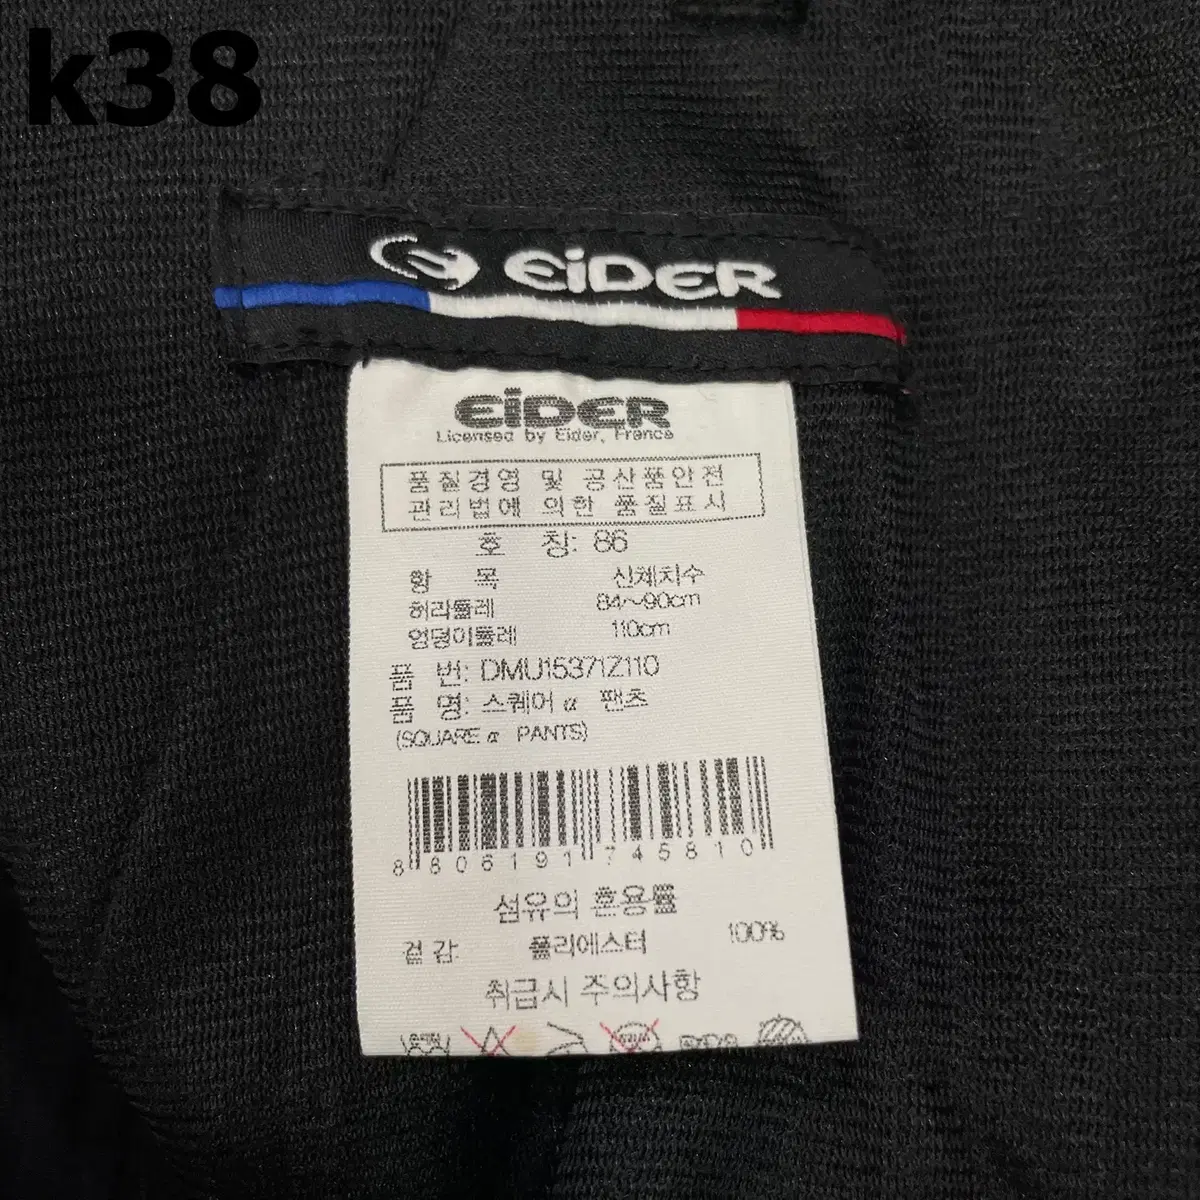 k38
EiDER
EiDER
Licensed by Eider, France
품질경영 및 공산품안전
관리법에 의한 품질표시
호 칭: 86
항 목 신체치수
허리둘레 84~90cm
엉덩이둘레 110cm
품 번: DMU15371Z110
품 명: 스퀘어 α 팬츠
(SQUARE α PANTS)
8806191745810
섬유의 혼용률
겉감: 폴리에스터 100%
취급시 주의사항